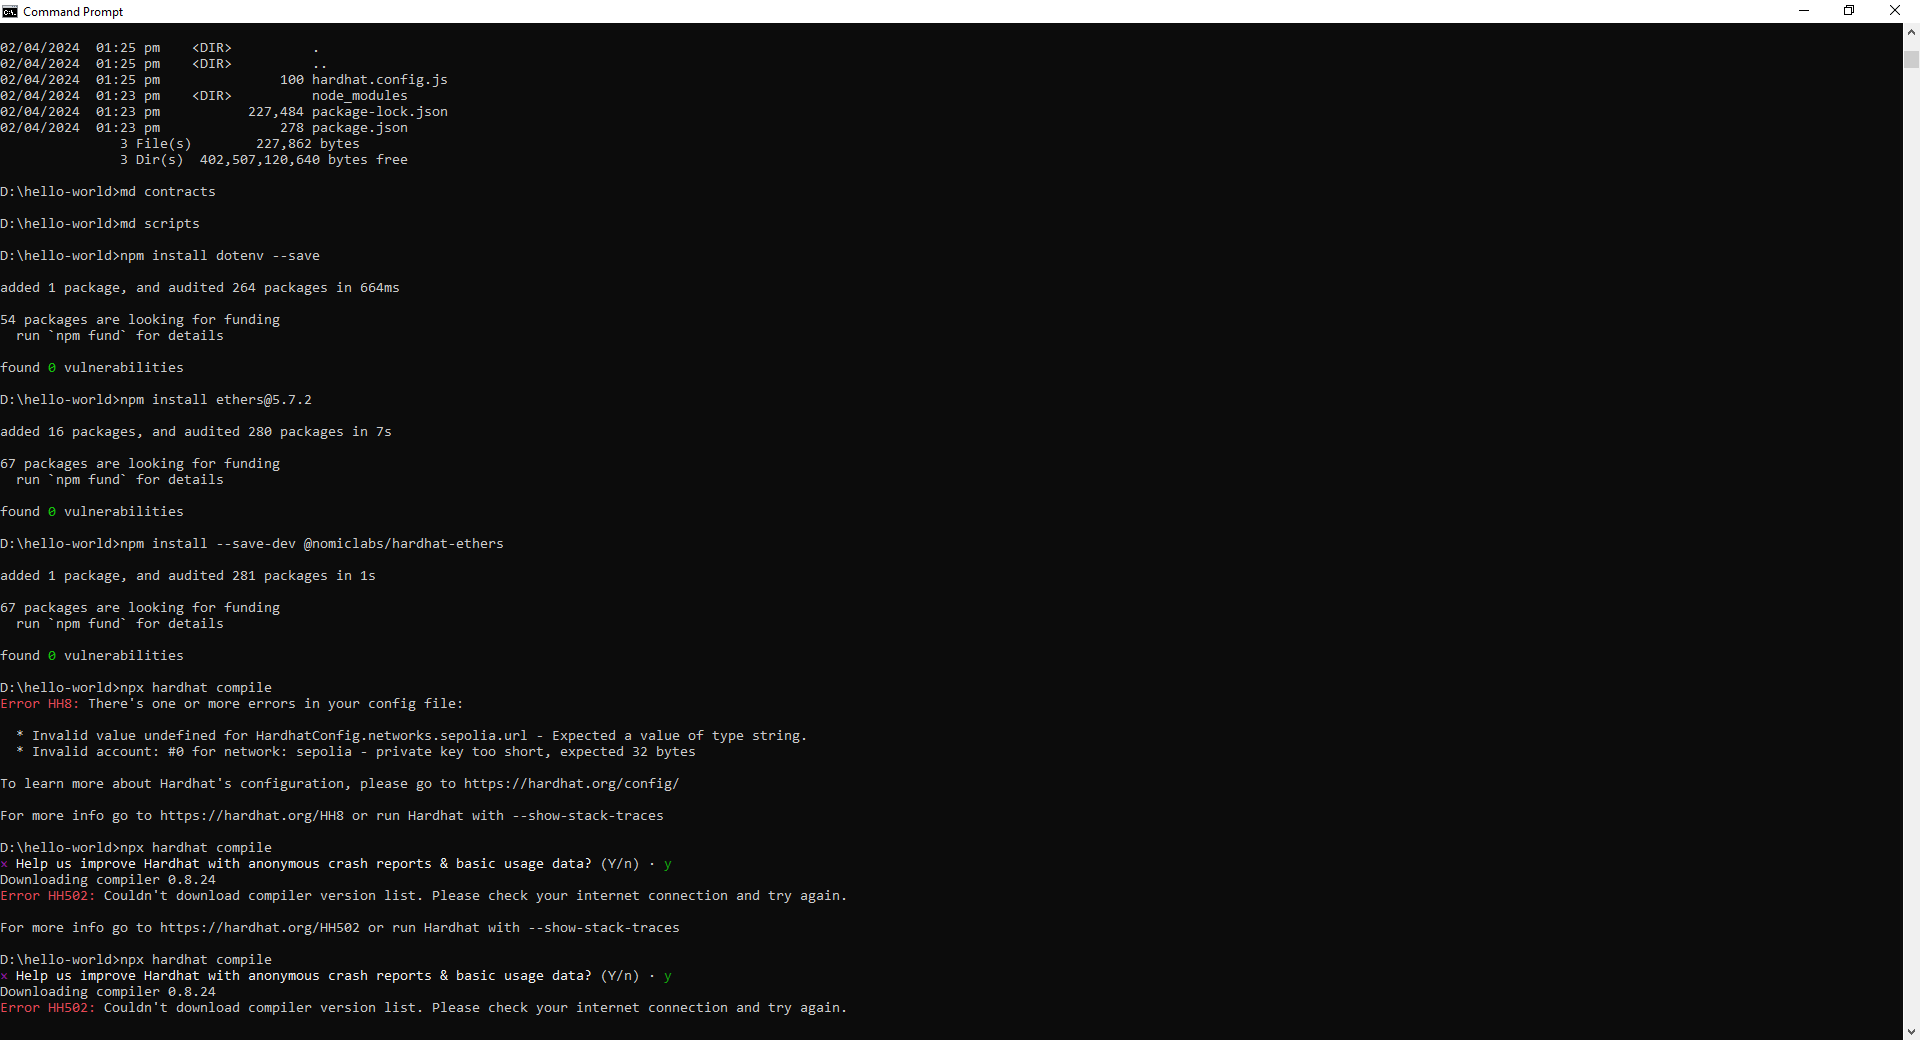 Command Prompt
02/04/2024  01:25 pm    <DIR>          .
02/04/2024  01:25 pm    <DIR>          ..
02/04/2024  01:25 pm               100 hardhat.config.js
02/04/2024  01:23 pm    <DIR>          node_modules
02/04/2024  01:23 pm           227,484 package-lock.json
02/04/2024  01:23 pm               278 package.json
               3 File(s)        227,862 bytes
               3 Dir(s)  402,507,120,640 bytes free
D:\hello-world>md contracts
D:\hello-world>md scripts
D:\hello-world>npm install dotenv --save
added 1 package, and audited 264 packages in 664ms
54 packages are looking for funding
  run `npm fund` for details
found 0 vulnerabilities
D:\hello-world>npm install ethers@5.7.2
added 16 packages, and audited 280 packages in 7s
67 packages are looking for funding
  run `npm fund` for details
found 0 vulnerabilities
D:\hello-world>npm install --save-dev @nomiclabs/hardhat-ethers
added 1 package, and audited 281 packages in 1s
67 packages are looking for funding
  run `npm fund` for details
found 0 vulnerabilities
D:\hello-world>npx hardhat compile
Error HH8: There's one or more errors in your config file:
  * Invalid value undefined for HardhatConfig.networks.sepolia.url - Expected a value of type string.
  * Invalid account: #0 for network: sepolia - private key too short, expected 32 bytes
To learn more about Hardhat's configuration, please go to https://hardhat.org/config/
For more info go to https://hardhat.org/HH8 or run Hardhat with --show-stack-traces
D:\hello-world>npx hardhat compile
× Help us improve Hardhat with anonymous crash reports & basic usage data? (Y/n) · y
Downloading compiler 0.8.24
Error HH502: Couldn't download compiler version list. Please check your internet connection and try again.
For more info go to https://hardhat.org/HH502 or run Hardhat with --show-stack-traces
D:\hello-world>npx hardhat compile
× Help us improve Hardhat with anonymous crash reports & basic usage data? (Y/n) · y
Downloading compiler 0.8.24
Error HH502: Couldn't download compiler version list. Please check your internet connection and try again.